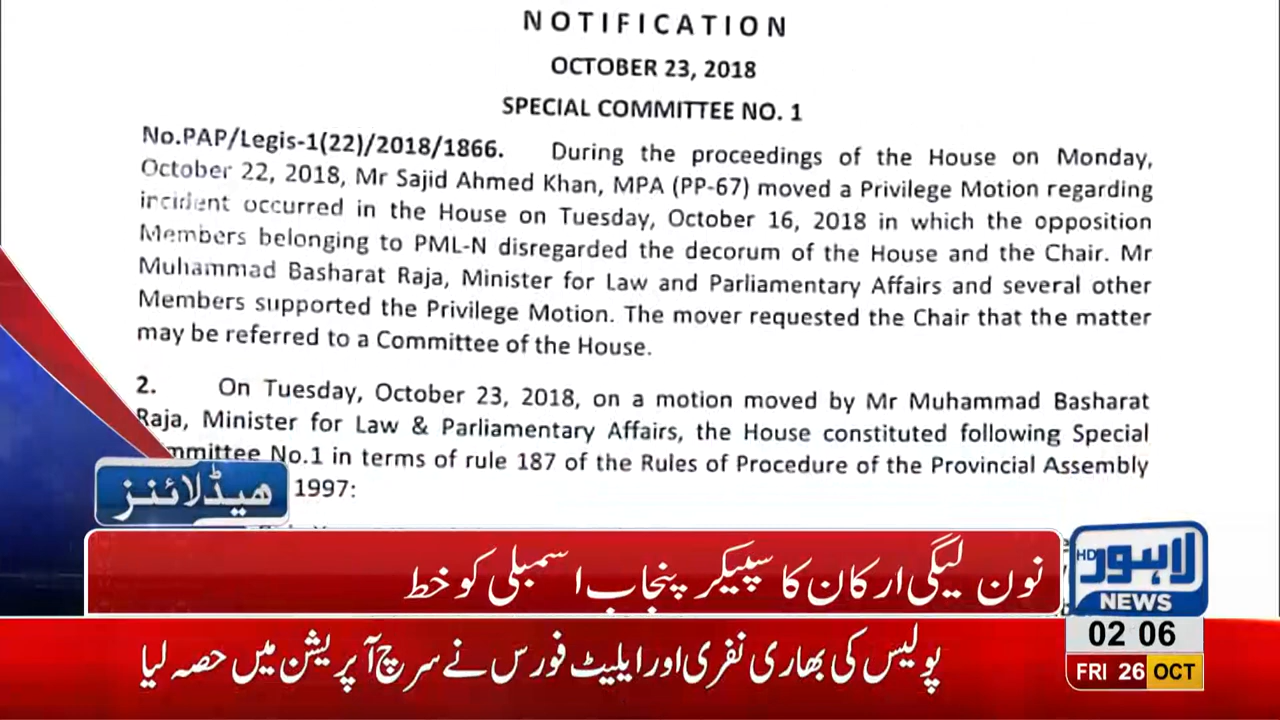 NOTIFICATION
OCTOBER 23, 2018
SPECIAL COMMITTEE NO. 1
No.PAP/Legis-1(22)/2018/1866. During the proceedings of the House on Monday,
October 22, 2018, Mr Sajid Ahmed Khan, MPA (PP-67) moved a Privilege Motion regarding
incident occurred in the House on Tuesday, October 16, 2018 in which the opposition
Members belonging to PML-N disregarded the decorum of the House and the Chair. Mr
Muhammad Basharat Raja, Minister for Law and Parliamentary Affairs and several other
Members supported the Privilege Motion. The mover requested the Chair that the matter
may be referred to a Committee of the House.
2. On Tuesday, October 23, 2018, on a motion moved by Mr Muhammad Basharat
Raja, Minister for Law & Parliamentary Affairs, the House constituted following Special
mmittee No.1 in terms of rule 187 of the Rules of Procedure of the Provincial Assembly
1997:
ہیڈلائنز
نون لیگی ارکان کا سپیکر پنجاب اسمبلی کو خط
HD لاہور
NEWS
02 06
FRI 26 OCT
پولیس کی بھاری نفری اور ایلیٹ فورس نے سرچ آپریشن میں حصہ لیا